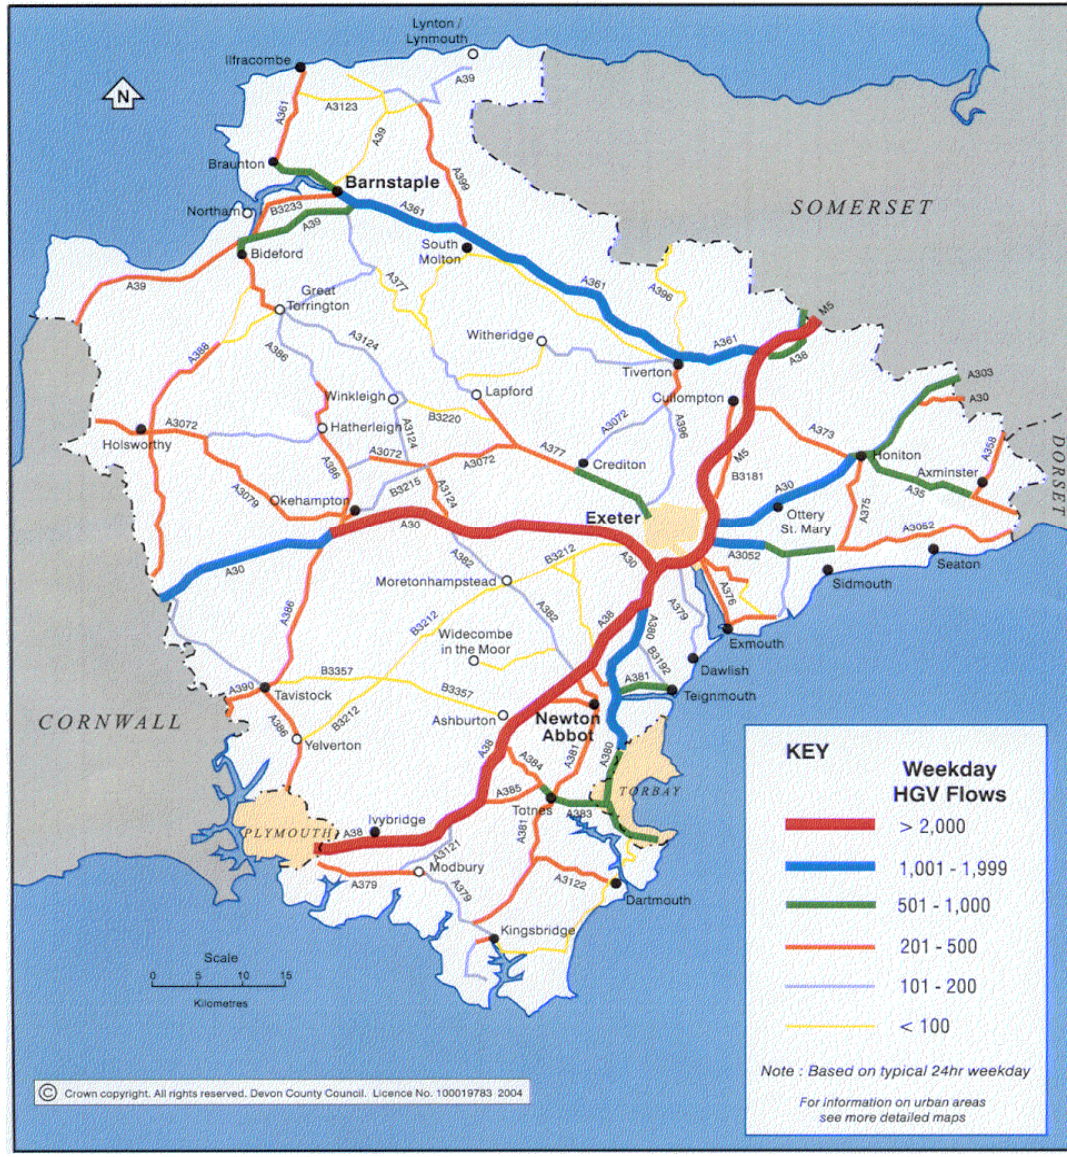 Lynton /
Lynmouth
Ilfracombe
N
A39
A361
A3123
A39
A399
Braunton
Barnstaple
SOMERSET
Northam
B3233
A39
A361
South
Molton
Bideford
A377
A396
A39
Great
Torrington
A361
M5
A386
A3124
Witheridge
A361
A38
A388
Tiverton
A303
A30
Winkleigh
Lapford
Cullompton
A3072
B3220
A3072
A396
A373
A358
DORSET
Holsworthy
A3072
Hatherleigh
A3124
A377
Honiton
A386
A3072
A3072
Crediton
M5
B3181
Axminster
A3079
B3215
A3124
A30
A35
Okehampton
Exeter
Ottery
St. Mary
A375
A30
A3052
A30
A382
B3212
A30
A3052
Seaton
Moretonhampstead
Sidmouth
A386
A376
A379
B3212
A382
A38
A380
Exmouth
Widecombe
in the Moor
B3192
Dawlish
B3357
A381
A390
Tavistock
B3357
Teignmouth
CORNWALL
Newton
Abbot
Ashburton
A386
B3212
Yelverton
A38
A381
A380
A384
TORBAY
A385
Totnes
A383
Ivybridge
PLYMOUTH
A38
A3121
A381
Modbury
A379
A379
A3122
Dartmouth
Kingsbridge
Scale
0 5 10 15
Kilometres
KEY
Weekday
HGV Flows
> 2,000
1,001 - 1,999
501 - 1,000
201 - 500
101 - 200
< 100
Note : Based on typical 24hr weekday
For information on urban areas
see more detailed maps
© Crown copyright. All rights reserved. Devon County Council. Licence No. 100019783 2004